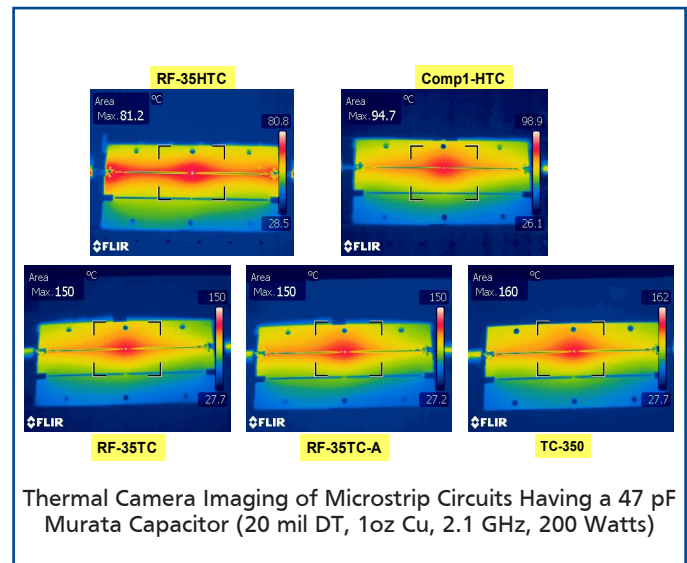 RF-35HTC
Comp1-HTC
Area °C
Max. 81.2
80.8
28.5
FLIR
Area °C
Max. 94.7
98.9
26.1
FLIR
Area °C
Max. 150
150
27.7
FLIR
Area °C
Max. 150
150
27.2
FLIR
Area °C
Max. 160
162
27.7
FLIR
RF-35TC
RF-35TC-A
TC-350
Thermal Camera Imaging of Microstrip Circuits Having a 47 pF
Murata Capacitor (20 mil DT, 1oz Cu, 2.1 GHz, 200 Watts)